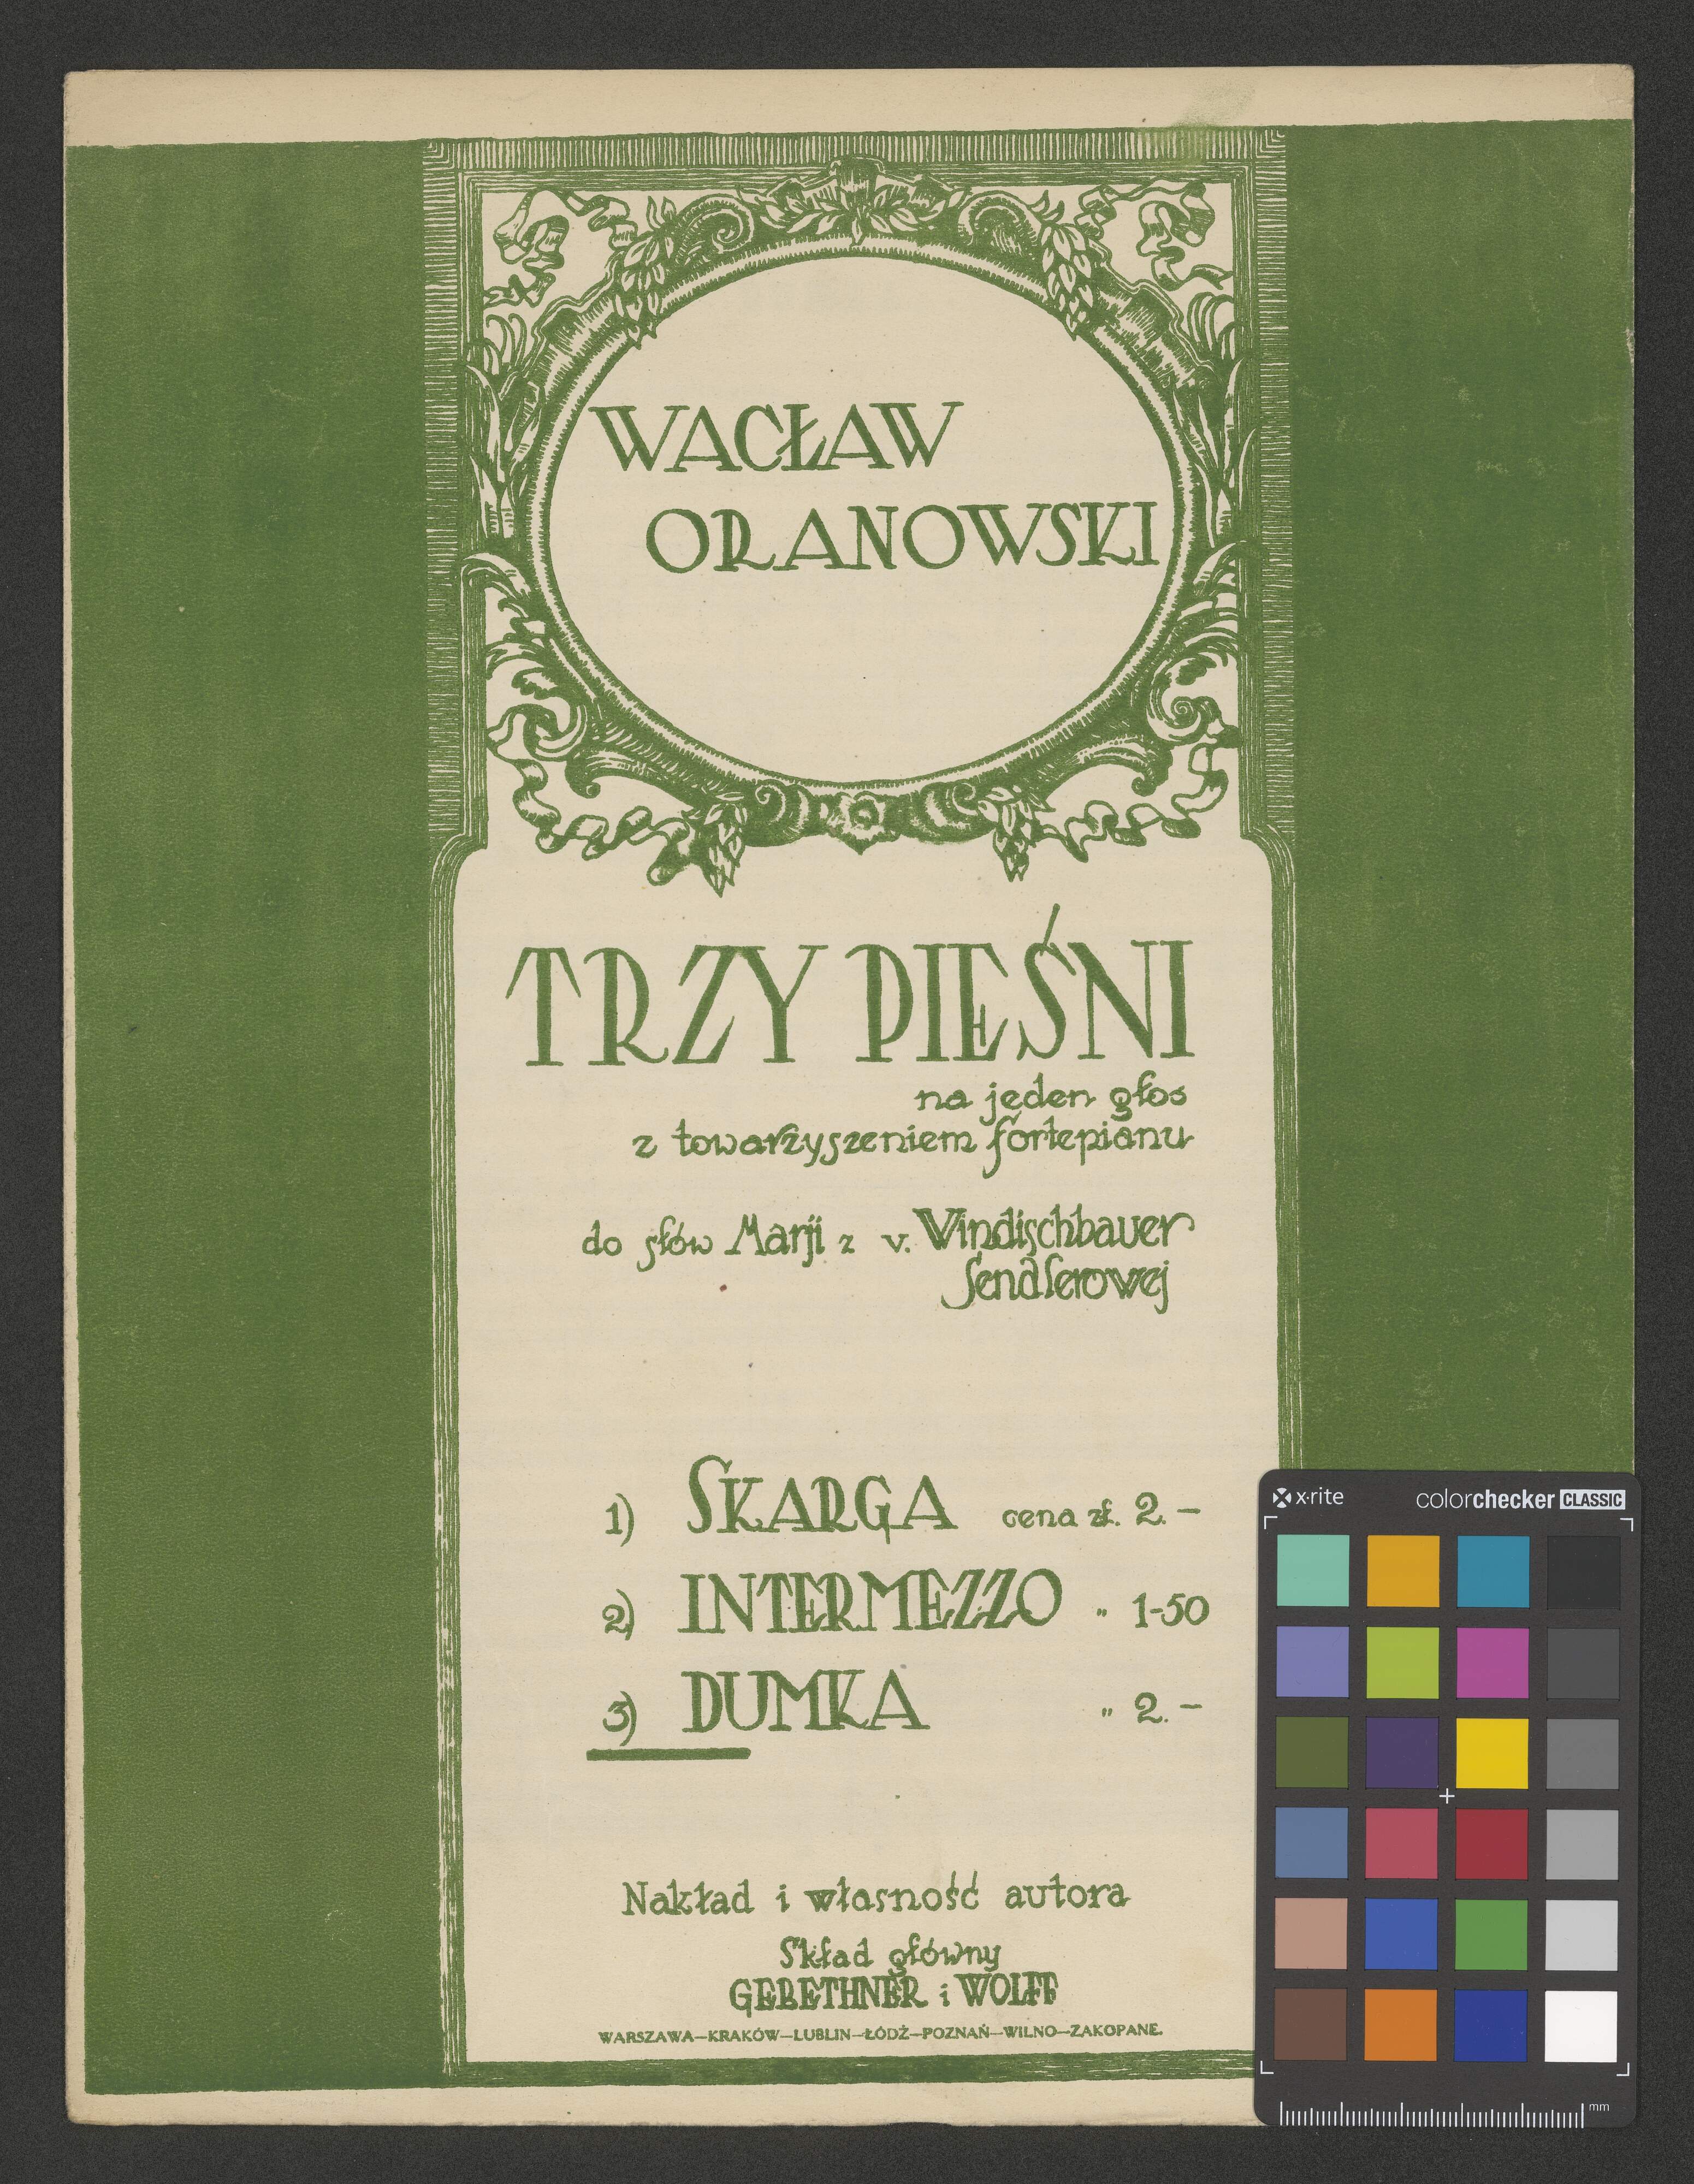 WACŁAW
ORANOWSKI
TRZY PIEŚNI
na jeden głos
z towarzyszeniem fortepianu
do słów Marji z v. Windischbauer
Sendlerowej
1) SKARGA cena zł. 2.–
2) INTERMEZZO " 1-50
3) DUMKA " 2.–
Nakład i własność autora
Skład główny
GEBETHNER i WOLFF
WARSZAWA—KRAKÓW—LUBLIN—ŁÓDŹ—POZNAŃ—WILNO—ZAKOPANE.
x·rite colorchecker CLASSIC
mm